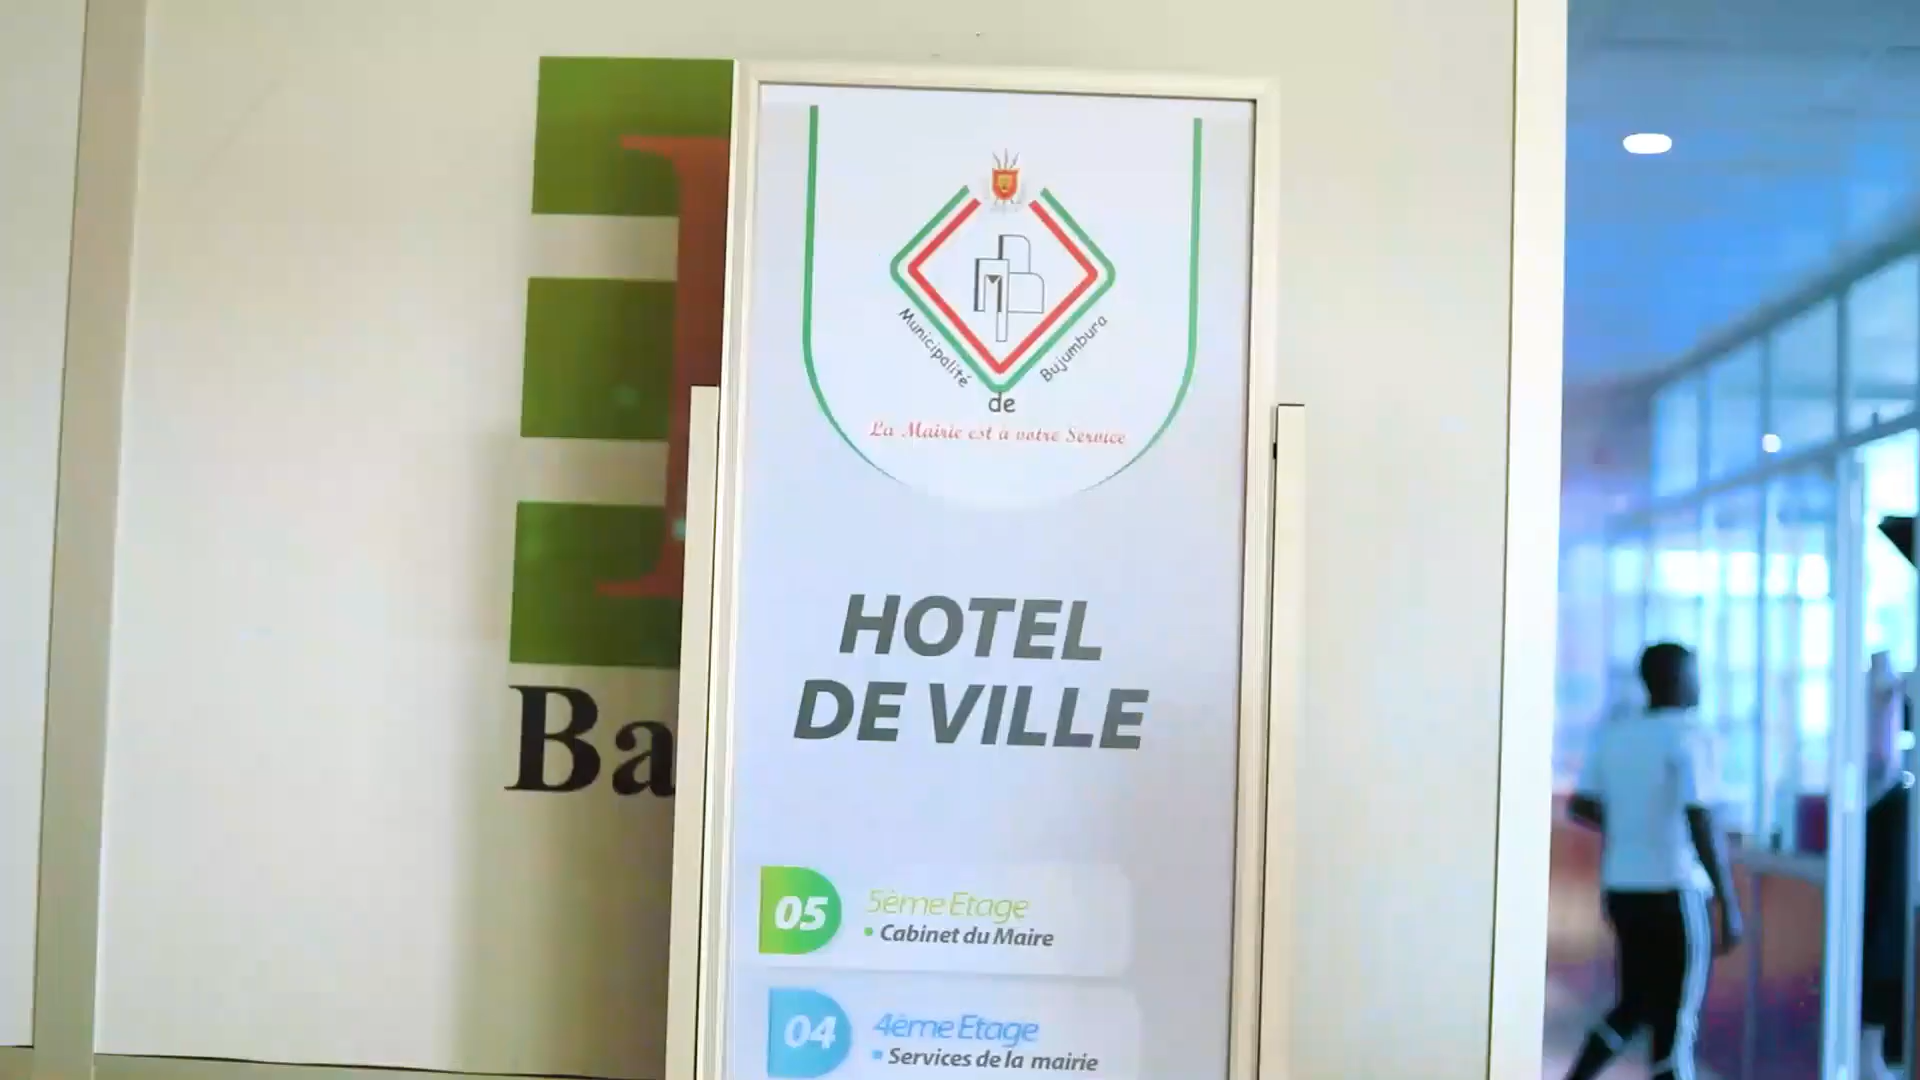 Ba
Municipalité
de
Bujumbura
La Mairie est à votre Service
HOTEL
DE VILLE
05
5ème Etage
• Cabinet du Maire
04
4ème Etage
▪ Services de la mairie